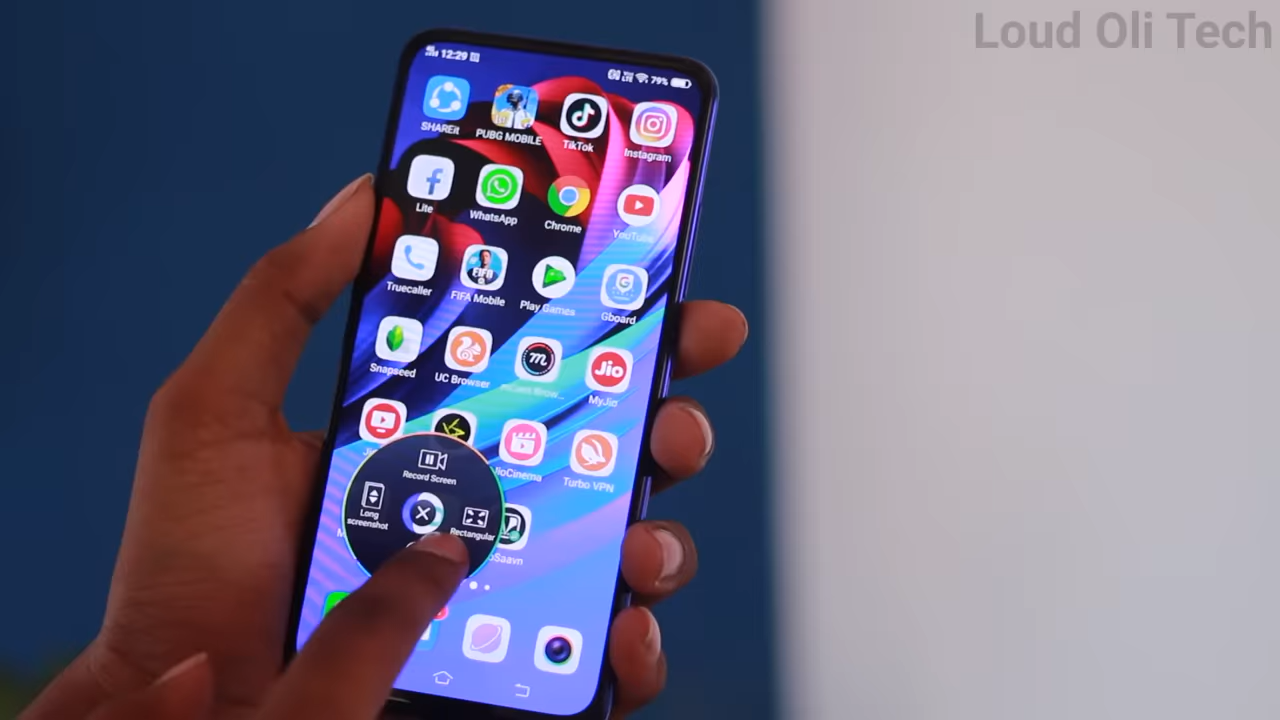 Loud Oli Tech
12:29
79%
SHAREit
PUBG MOBILE
TikTok
Instagram
Lite
WhatsApp
Chrome
YouTube
Truecaller
FIFA Mobile
Play Games
Gboard
Snapseed
UC Browser
Jio
MyJio
JioCinema
Turbo VPN
Record Screen
Long
screenshot
Rectangular